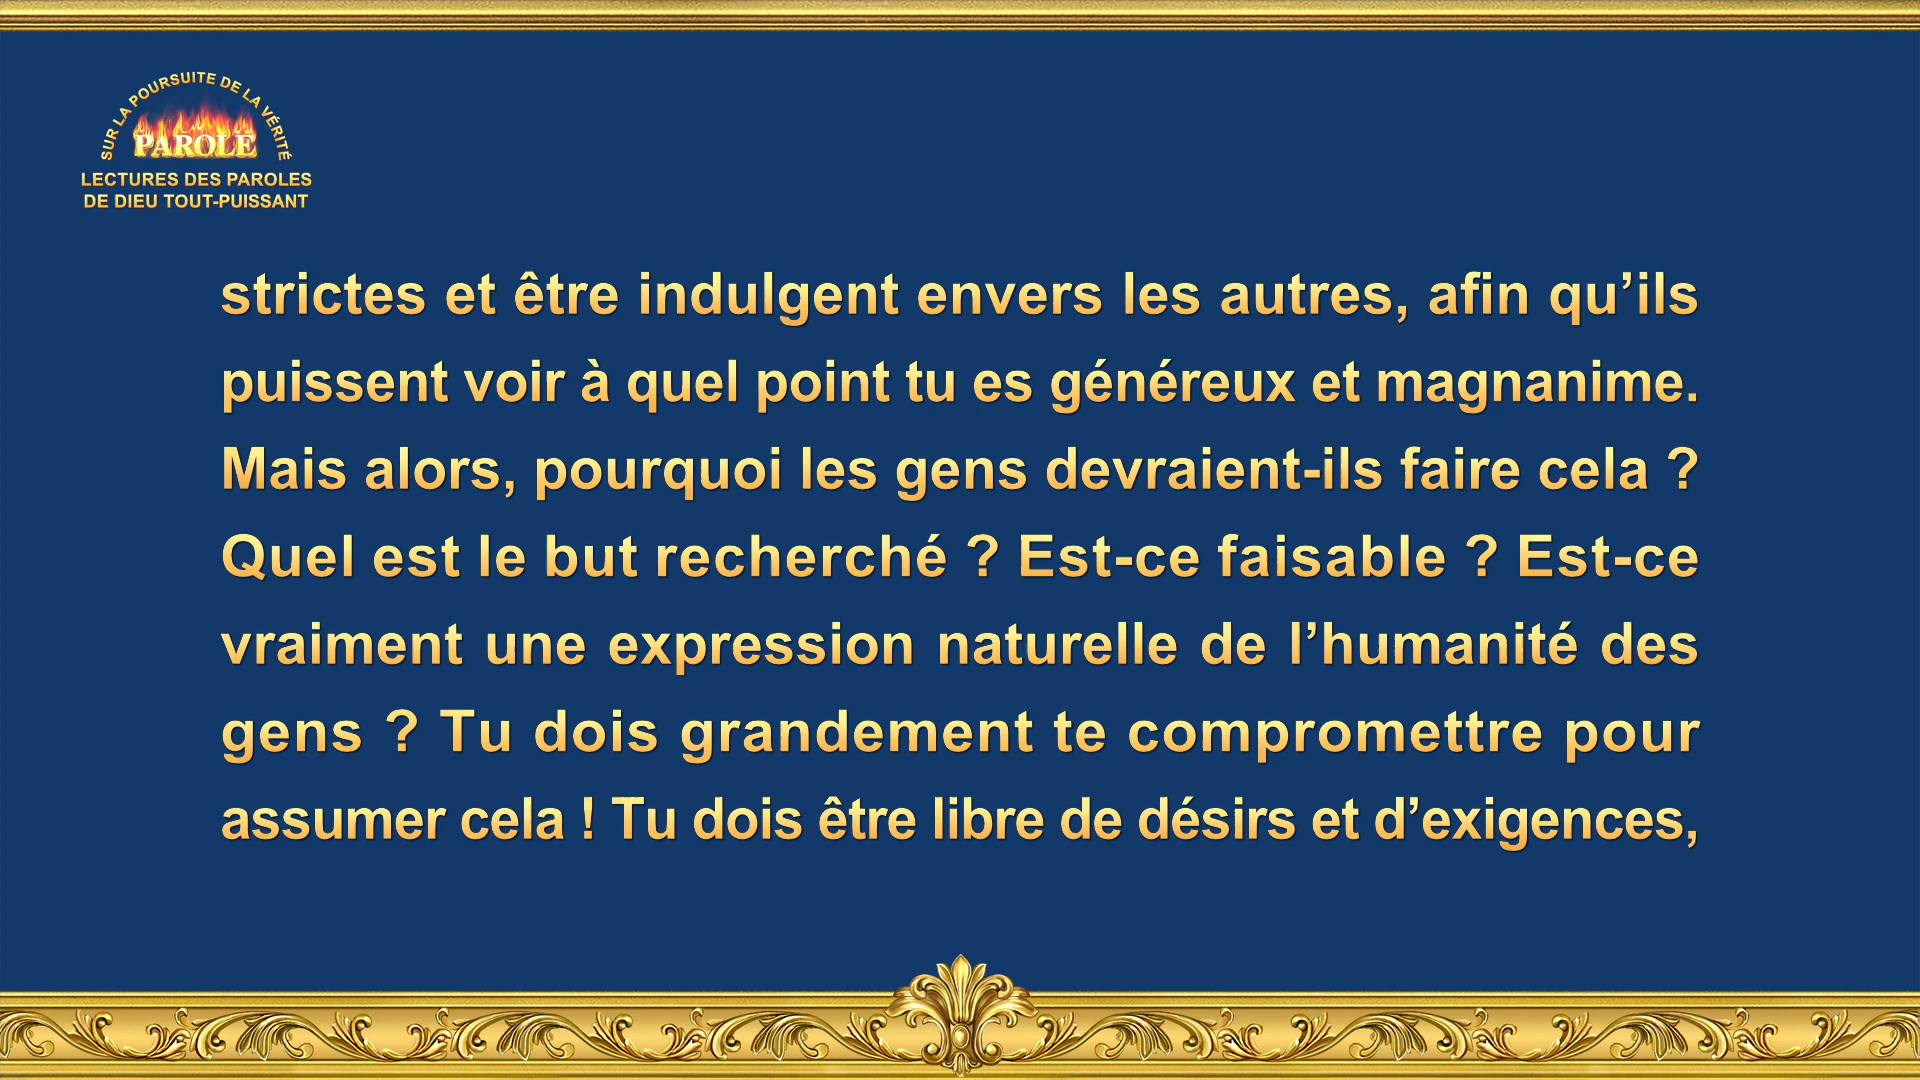 SUR LA POURSUITE DE LA VÉRITÉ
PAROLE
LECTURES DES PAROLES
DE DIEU TOUT-PUISSANT
strictes et être indulgent envers les autres, afin qu’ils
puissent voir à quel point tu es généreux et magnanime.
Mais alors, pourquoi les gens devraient-ils faire cela ?
Quel est le but recherché ? Est-ce faisable ? Est-ce
vraiment une expression naturelle de l’humanité des
gens ? Tu dois grandement te compromettre pour
assumer cela ! Tu dois être libre de désirs et d’exigences,